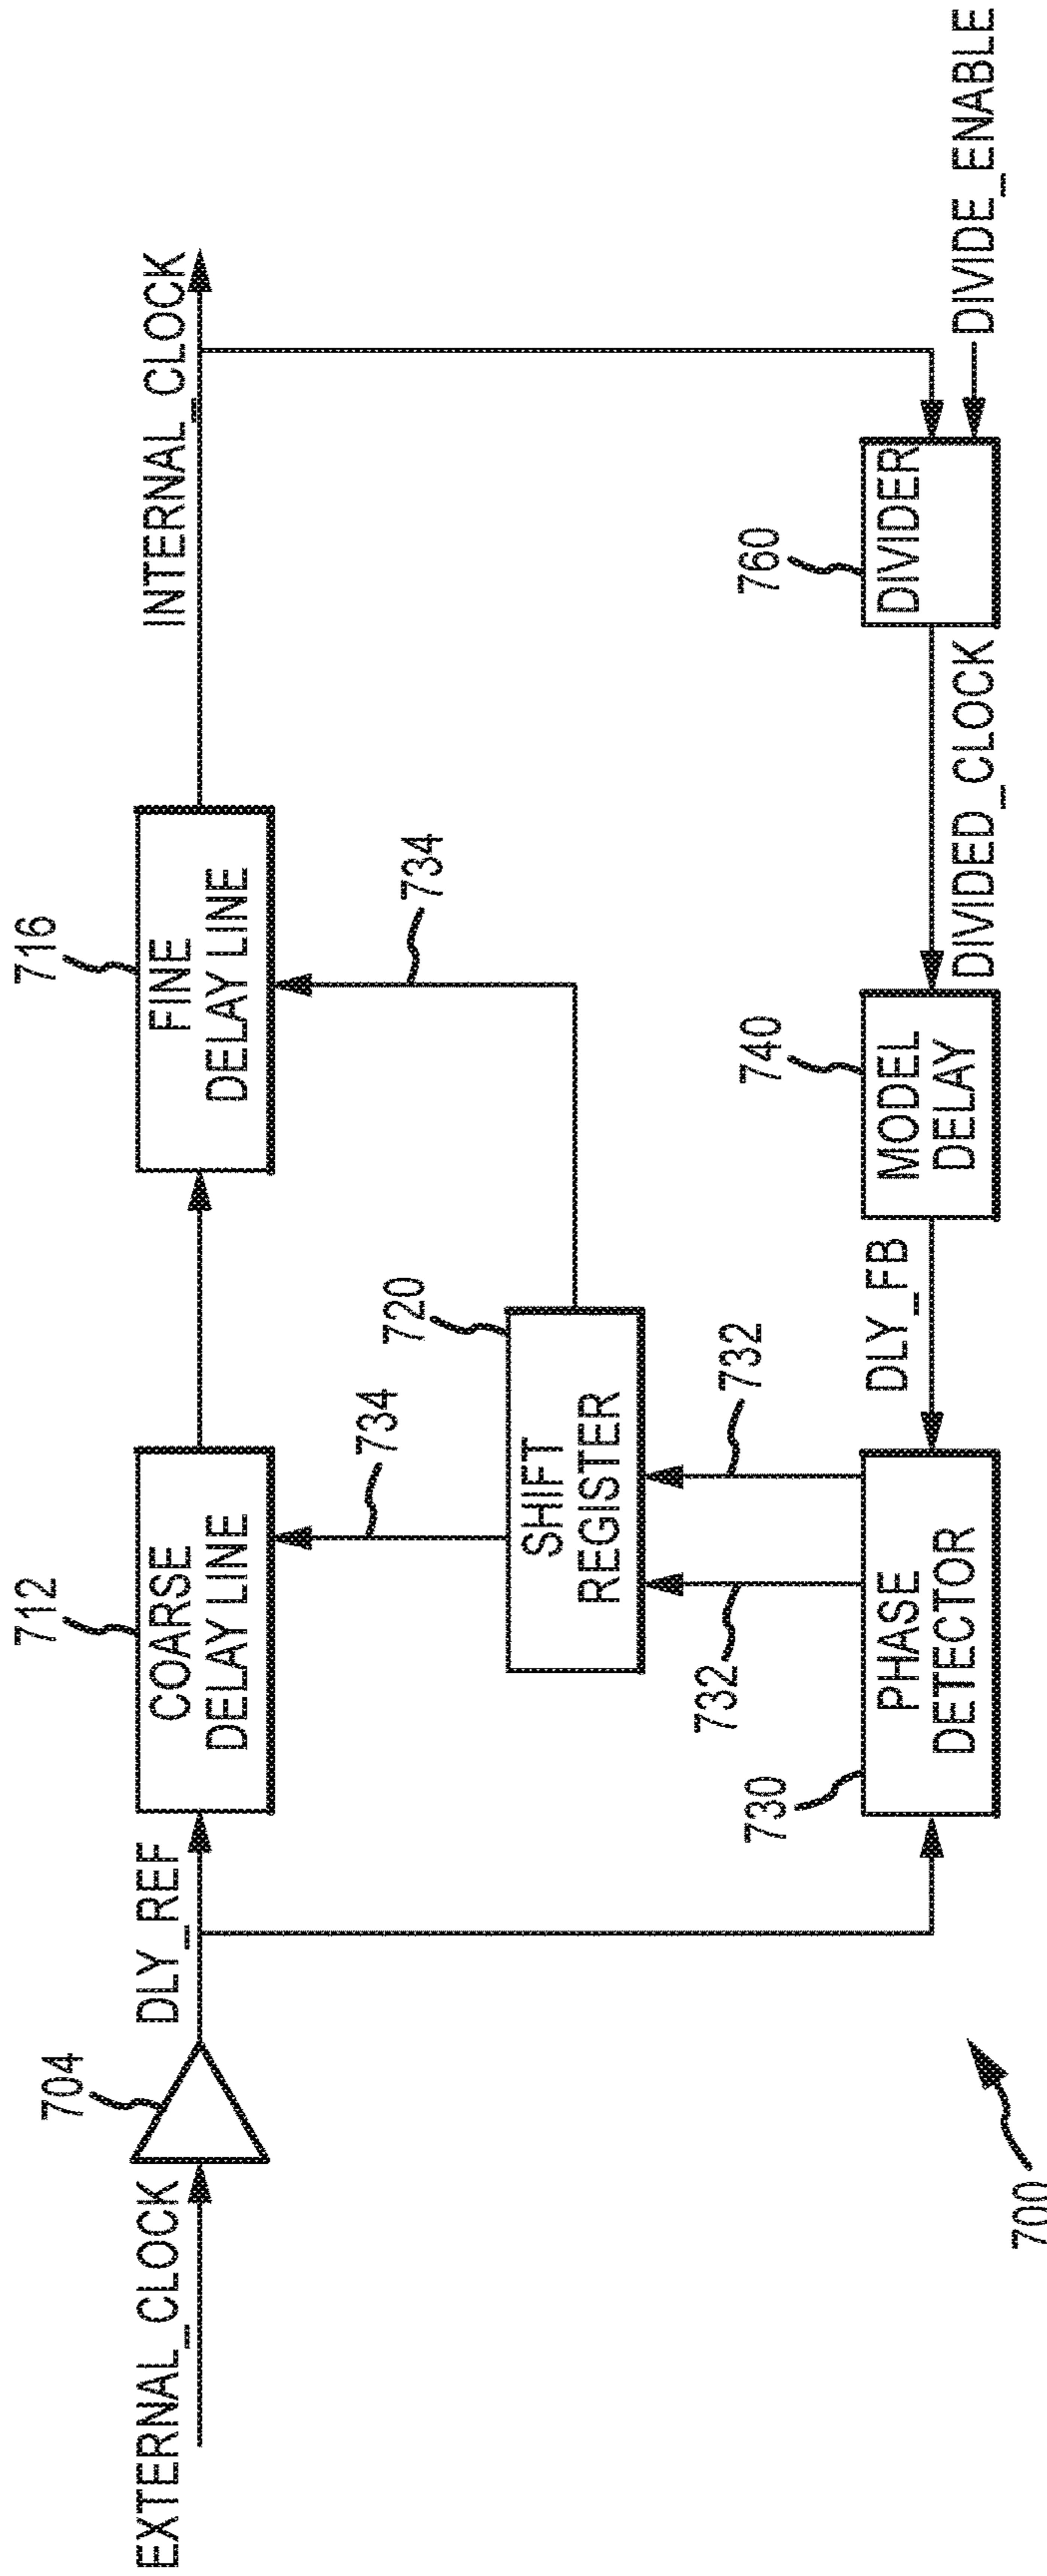 EXTERNAL_CLOCK
704
DLY_REF
712
COARSE
DELAY LINE
716
FINE
DELAY LINE
INTERNAL_CLOCK
734
734
720
SHIFT
REGISTER
732
732
730
PHASE
DETECTOR
DLY_FB
740
MODEL
DELAY
DIVIDED_CLOCK
760
DIVIDER
DIVIDE_ENABLE
700